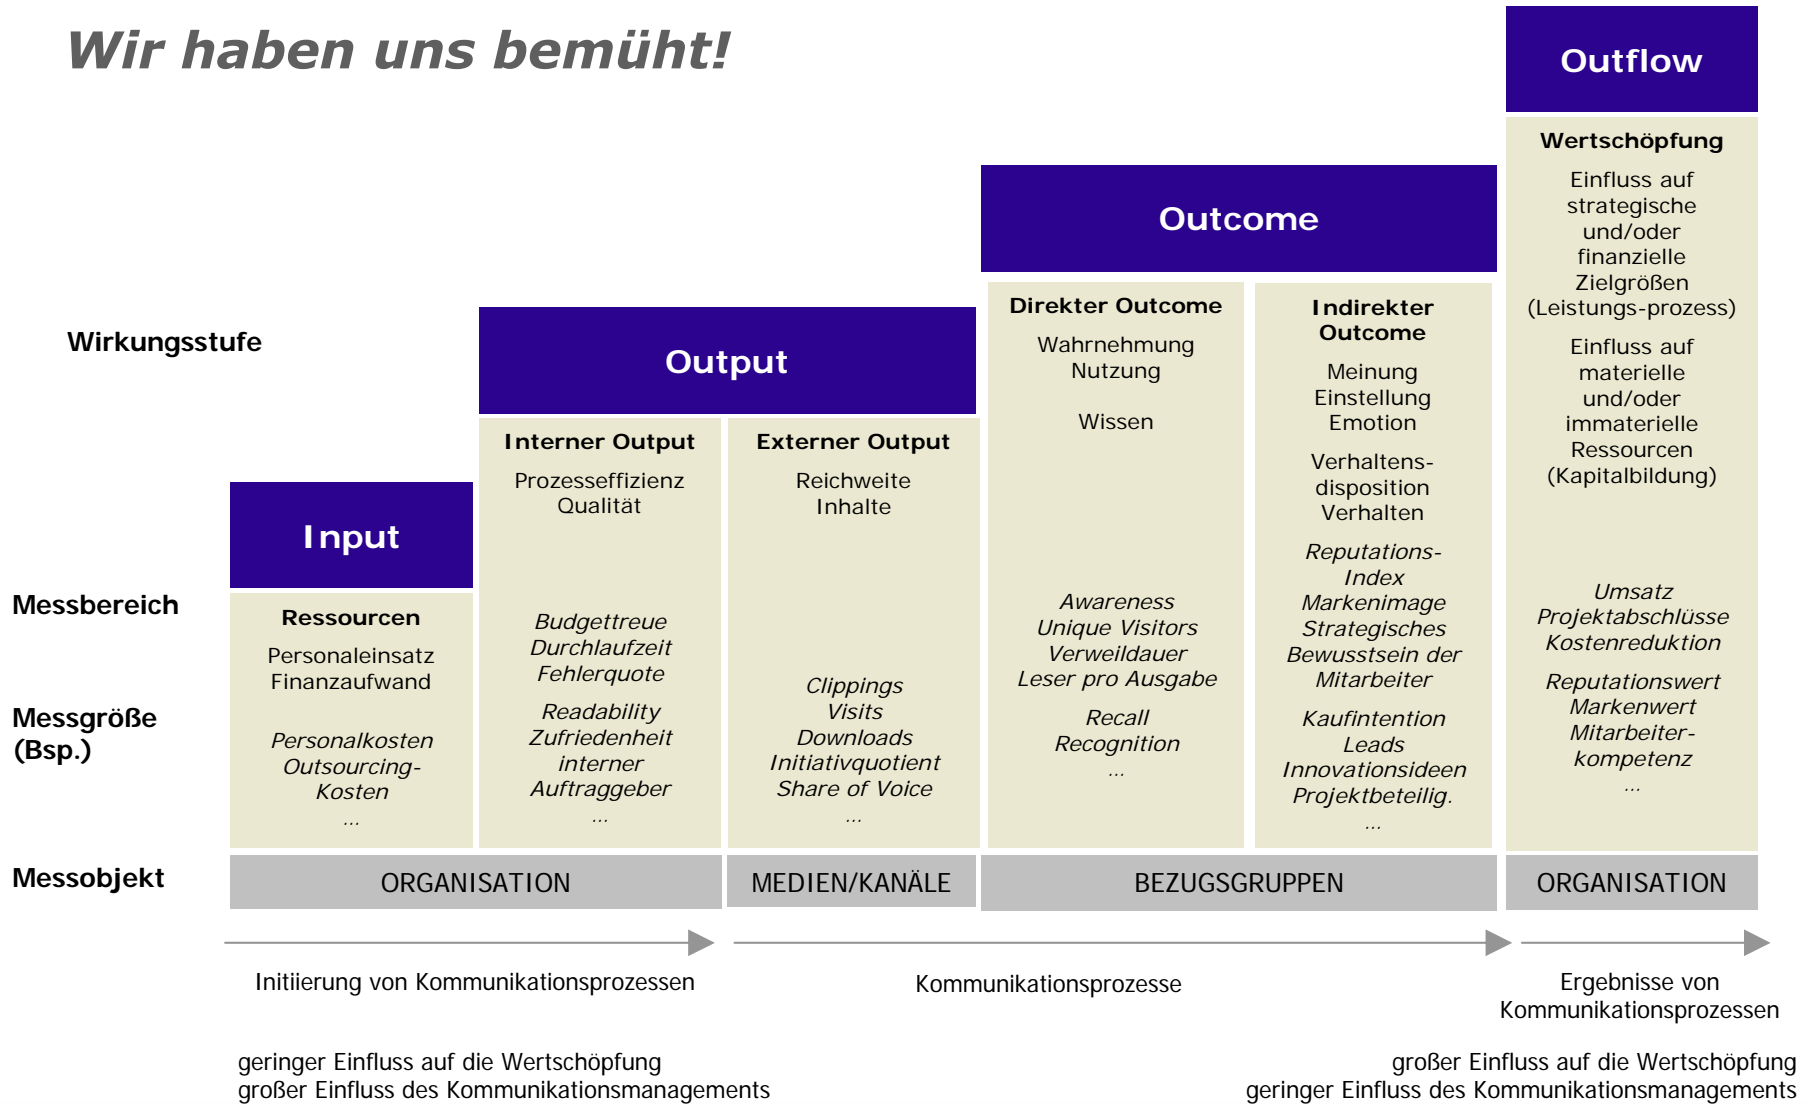 Wir haben uns bemüht!
Outflow
Wertschöpfung
Einfluss auf
strategische
und/oder
finanzielle
Zielgrößen
(Leistungs-prozess)
Einfluss auf
materielle
und/oder
immaterielle
Ressourcen
(Kapitalbildung)
Umsatz
Projektabschlüsse
Kostenreduktion
Reputationswert
Markenwert
Mitarbeiter-
kompetenz
...
Outcome
Direkter Outcome
Wahrnehmung
Nutzung
Wissen
Awareness
Unique Visitors
Verweildauer
Leser pro Ausgabe
Recall
Recognition
...
Indirekter
Outcome
Meinung
Einstellung
Emotion
Verhaltens-
disposition
Verhalten
Reputations-
Index
Markenimage
Strategisches
Bewusstsein der
Mitarbeiter
Kaufintention
Leads
Innovationsideen
Projektbeteilig.
...
Wirkungsstufe
Output
Interner Output
Prozesseffizienz
Qualität
Budgettreue
Durchlaufzeit
Fehlerquote
Readability
Zufriedenheit
interner
Auftraggeber
...
Externer Output
Reichweite
Inhalte
Clippings
Visits
Downloads
Initiativquotient
Share of Voice
...
Input
Messbereich
Ressourcen
Personaleinsatz
Finanzaufwand
Messgröße
(Bsp.)
Personalkosten
Outsourcing-
Kosten
...
Messobjekt
ORGANISATION
MEDIEN/KANÄLE
BEZUGSGRUPPEN
ORGANISATION
Initiierung von Kommunikationsprozessen
Kommunikationsprozesse
Ergebnisse von
Kommunikationsprozessen
geringer Einfluss auf die Wertschöpfung
großer Einfluss des Kommunikationsmanagements
großer Einfluss auf die Wertschöpfung
geringer Einfluss des Kommunikationsmanagements